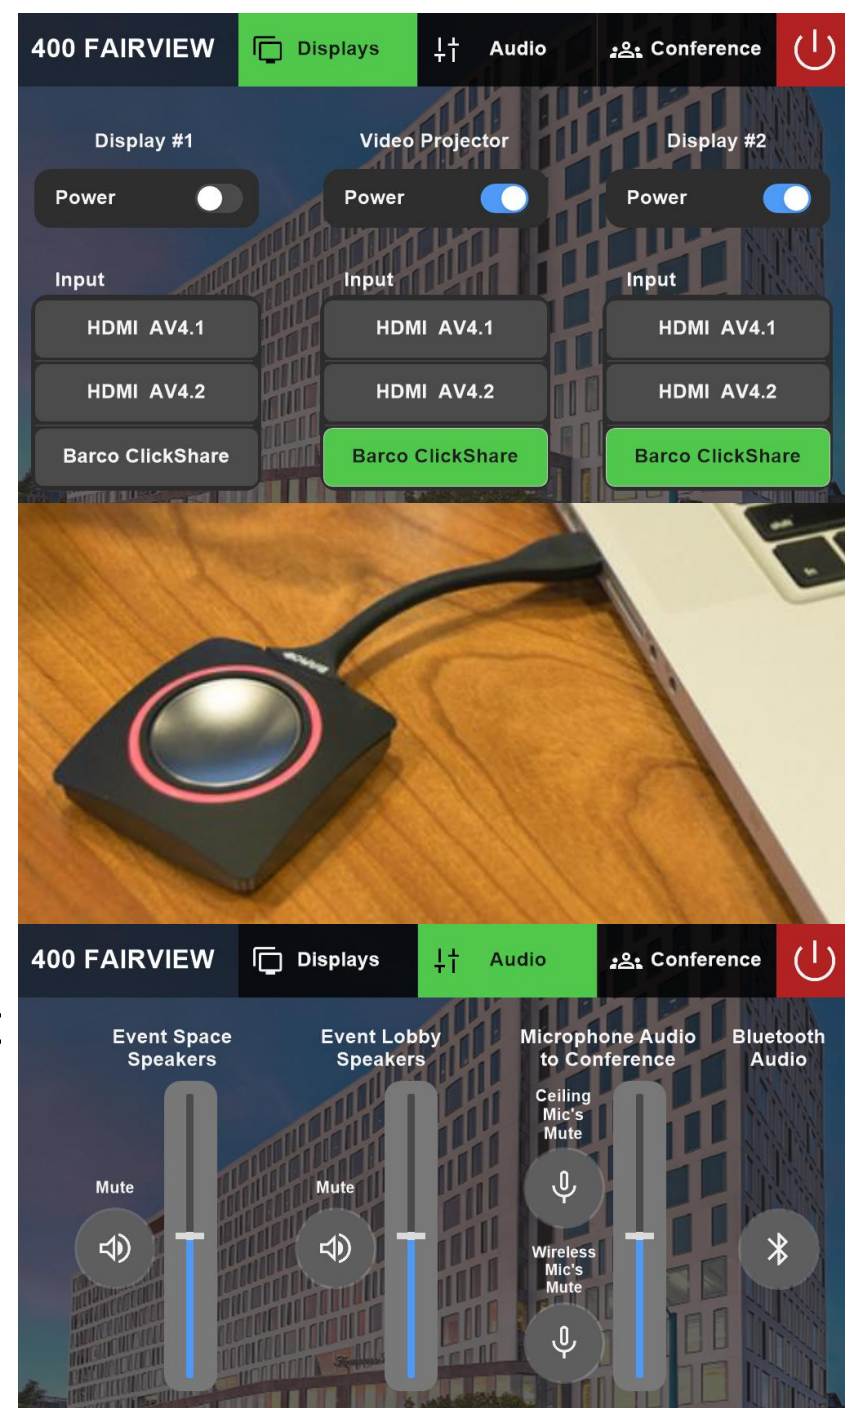 400 FAIRVIEW Displays Audio Conference
Display #1 Video Projector Display #2
Power Power Power
Input Input Input
HDMI AV4.1 HDMI AV4.1 HDMI AV4.1
HDMI AV4.2 HDMI AV4.2 HDMI AV4.2
Barco ClickShare Barco ClickShare Barco ClickShare
BARCO
400 FAIRVIEW Displays Audio Conference
Event Space
Speakers
Event Lobby
Speakers
Microphone Audio
to Conference
Bluetooth
Audio
Ceiling
Mic's
Mute
Mute Mute
Wireless
Mic's
Mute